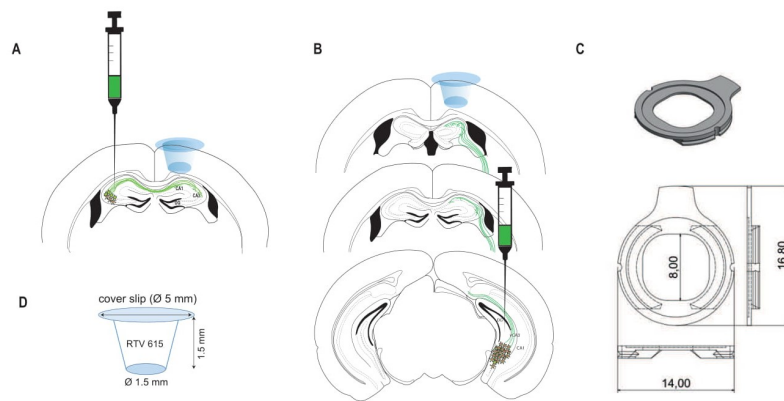 A
B
C
CA1
CA3
8,00
16,80
14,00
D
cover slip (Ø 5 mm)
RTV 615
1.5 mm
Ø 1.5 mm
CA1